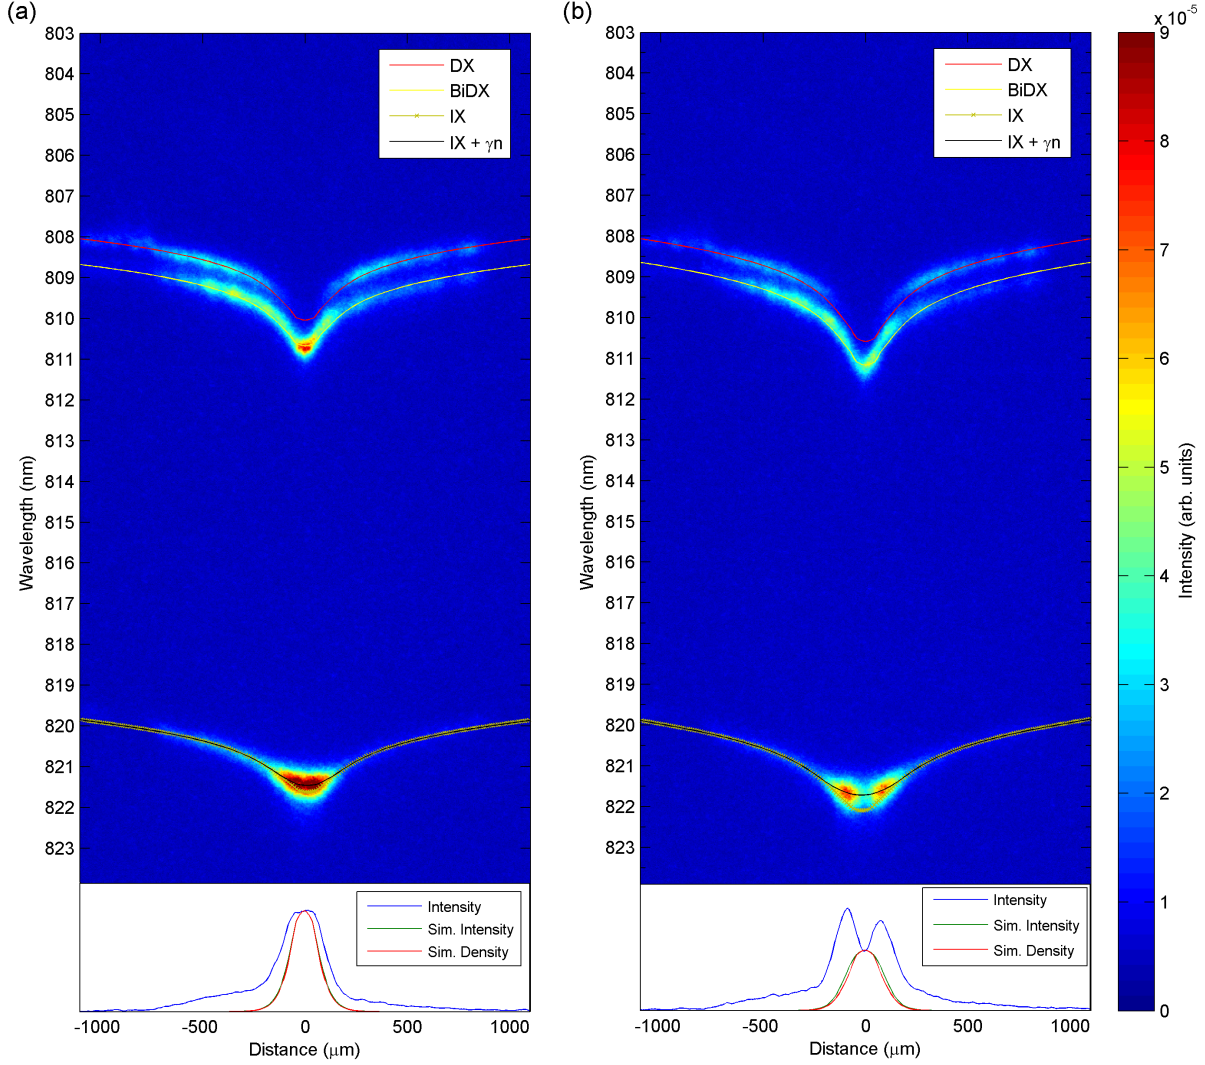 (a)
803
804
805
806
807
808
809
810
811
812
813
814
815
816
817
818
819
820
821
822
823
Wavelength (nm)
DX
BiDX
IX
IX + γn
Intensity
Sim. Intensity
Sim. Density
-1000 -500 0 500 1000
Distance (μm)
(b)
803
804
805
806
807
808
809
810
811
812
813
814
815
816
817
818
819
820
821
822
823
Wavelength (nm)
DX
BiDX
IX
IX + γn
Intensity
Sim. Intensity
Sim. Density
-1000 -500 0 500 1000
Distance (μm)
x 10⁻⁵
9
8
7
6
5
4
3
2
1
0
Intensity (arb. units)